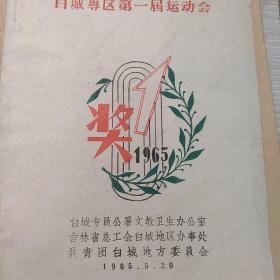 白城専区第一届运动会
1
奖
1965
白城专员公署文教卫生办公室
吉林省总工会白城地区办事处
共青团白城地方委员会
1965.5.20